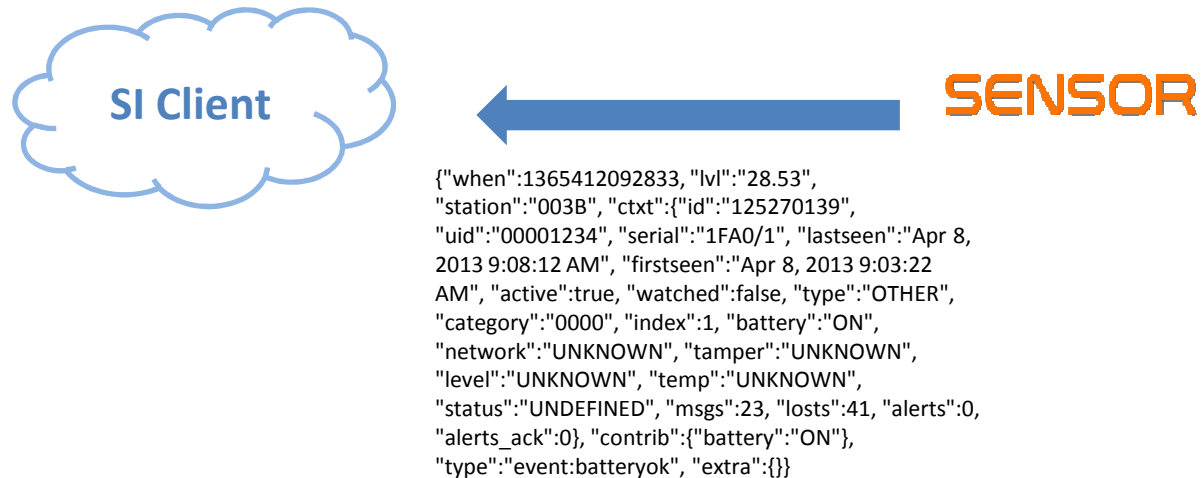 SI Client
SENSOR
{"when":1365412092833, "lvl":"28.53",
"station":"003B", "ctxt":{"id":"125270139",
"uid":"00001234", "serial":"1FA0/1", "lastseen":"Apr 8,
2013 9:08:12 AM", "firstseen":"Apr 8, 2013 9:03:22
AM", "active":true, "watched":false, "type":"OTHER",
"category":"0000", "index":1, "battery":"ON",
"network":"UNKNOWN", "tamper":"UNKNOWN",
"level":"UNKNOWN", "temp":"UNKNOWN",
"status":"UNDEFINED", "msgs":23, "losts":41, "alerts":0,
"alerts_ack":0}, "contrib":{"battery":"ON"},
"type":"event:batteryok", "extra":{}}